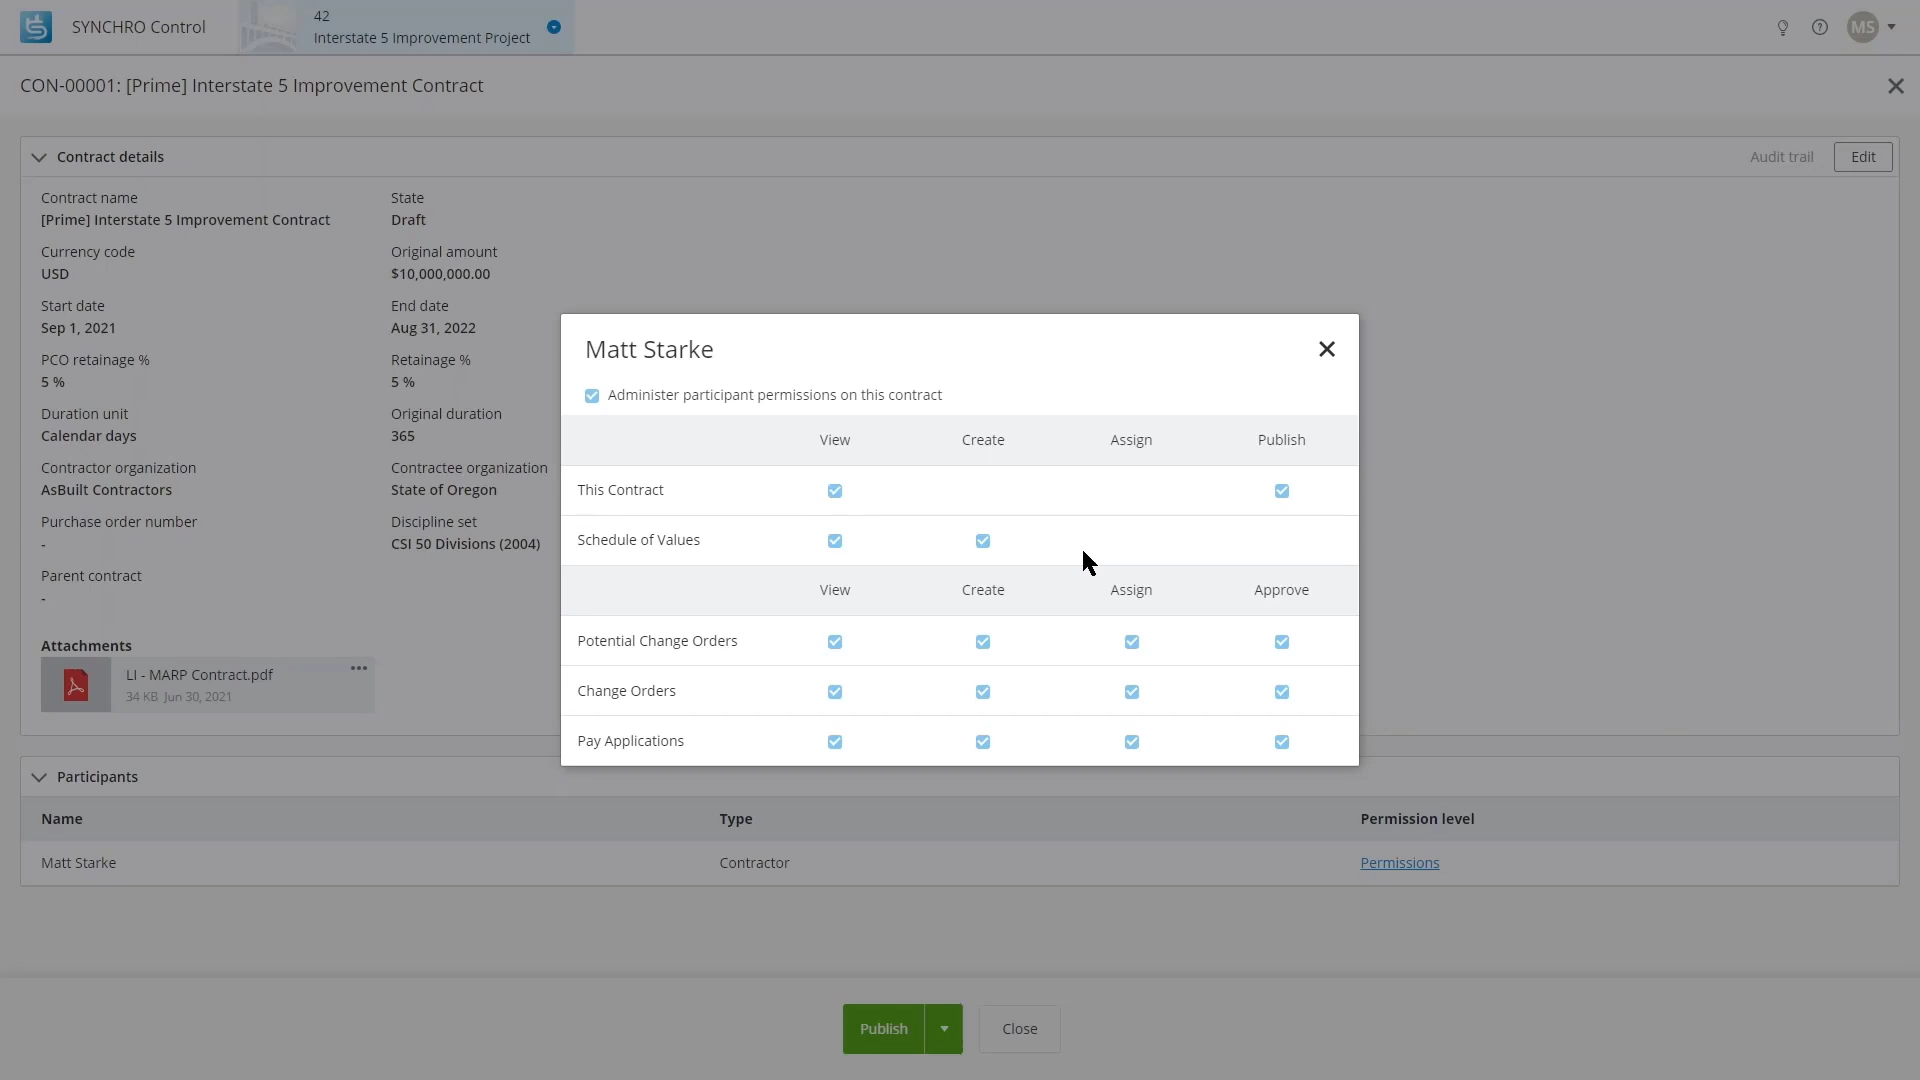 SYNCHRO Control
42
Interstate 5 Improvement Project
MS
CON-00001: [Prime] Interstate 5 Improvement Contract
Contract details
Audit trail
Edit
Contract name
[Prime] Interstate 5 Improvement Contract
State
Draft
Currency code
USD
Original amount
$10,000,000.00
Start date
Sep 1, 2021
End date
Aug 31, 2022
PCO retainage %
5 %
Retainage %
5 %
Duration unit
Calendar days
Original duration
365
Contractor organization
AsBuilt Contractors
Contractee organization
State of Oregon
Purchase order number
-
Discipline set
CSI 50 Divisions (2004)
Parent contract
-
Attachments
LI - MARP Contract.pdf
34 KB Jun 30, 2021
Matt Starke
Administer participant permissions on this contract
View Create Assign Publish
This Contract
Schedule of Values
View Create Assign Approve
Potential Change Orders
Change Orders
Pay Applications
Participants
Name Type Permission level
Matt Starke Contractor Permissions
Publish
Close